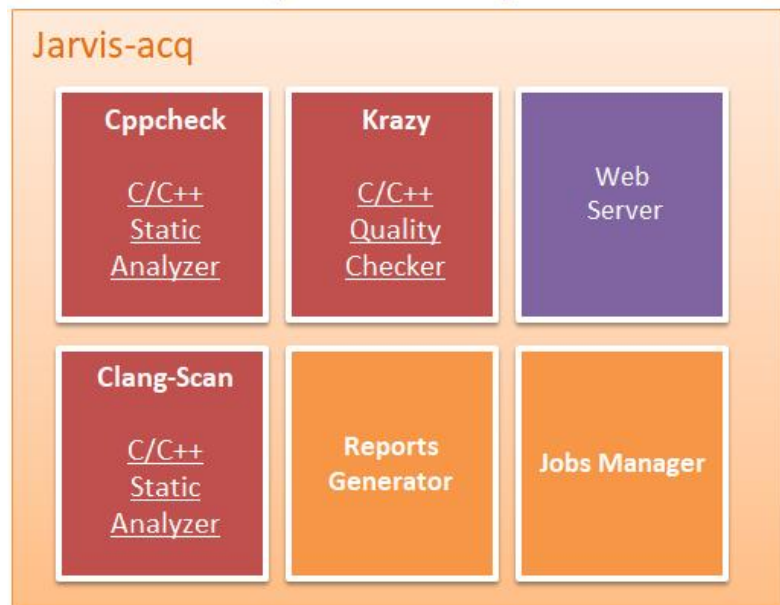 Jarvis-acq
Cppcheck
C/C++
Static
Analyzer
Krazy
C/C++
Quality
Checker
Web
Server
Clang-Scan
C/C++
Static
Analyzer
Reports
Generator
Jobs Manager